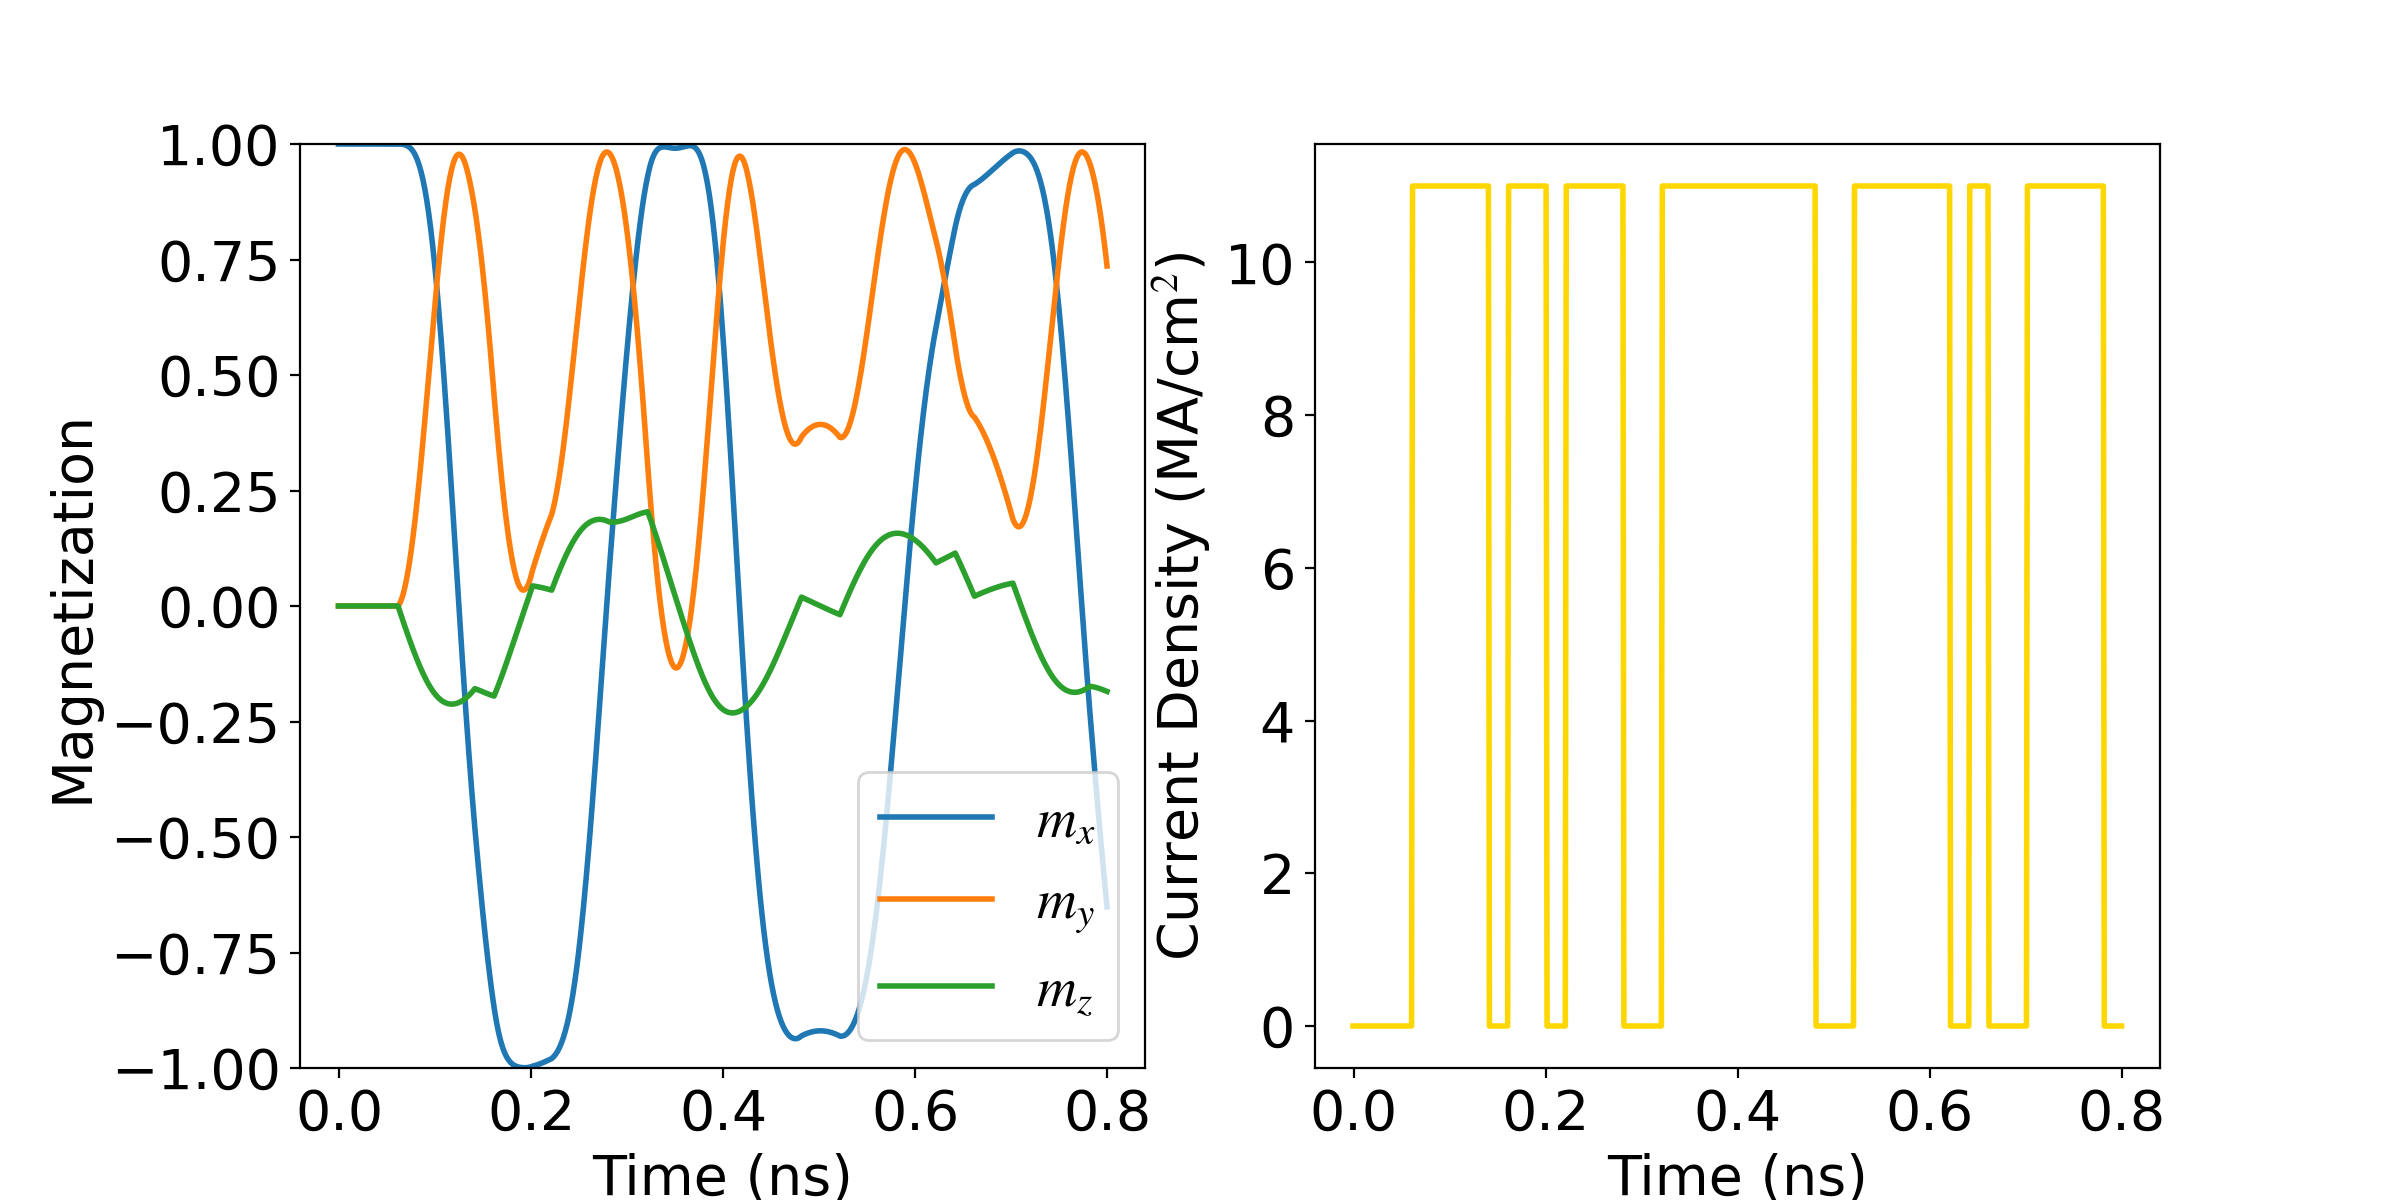 Magnetization
1.00
0.75
0.50
0.25
0.00
−0.25
−0.50
−0.75
−1.00
0.0 0.2 0.4 0.6 0.8
Time (ns)
m_x
m_y
m_z
Current Density (MA/cm²)
10
8
6
4
2
0
0.0 0.2 0.4 0.6 0.8
Time (ns)